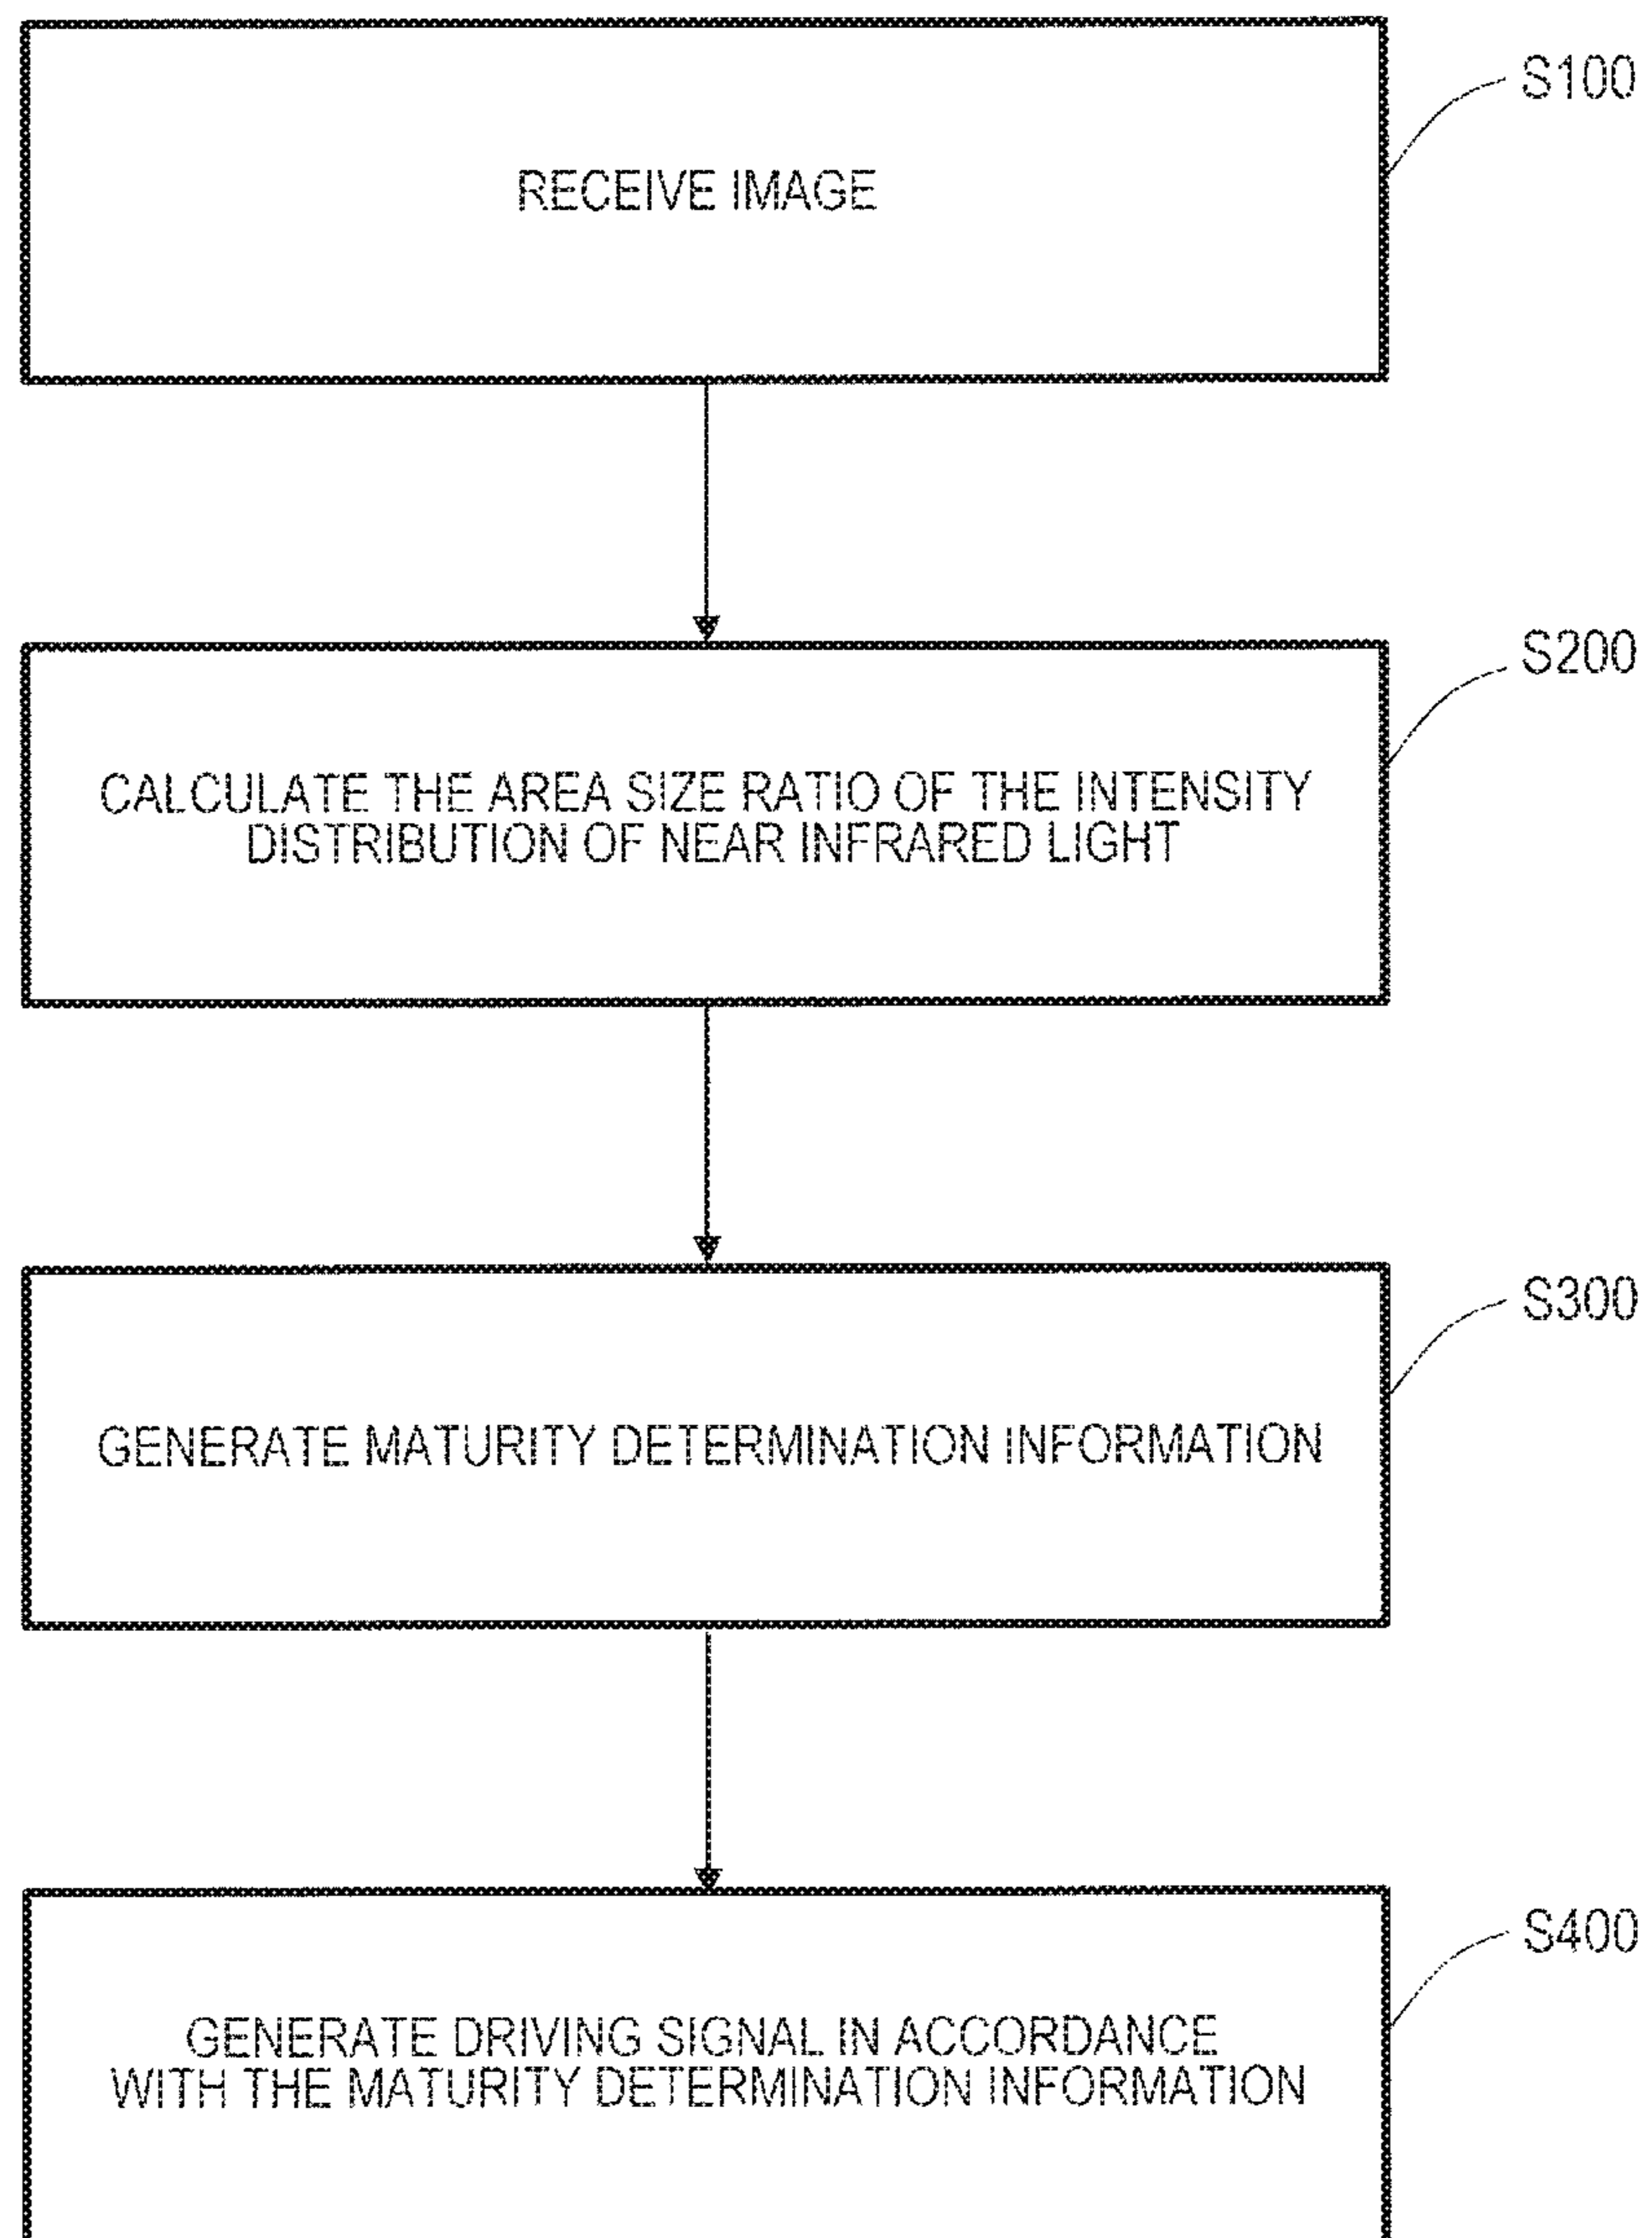 S100
RECEIVE IMAGE
S200
CALCULATE THE AREA SIZE RATIO OF THE INTENSITY
DISTRIBUTION OF NEAR INFRARED LIGHT
S300
GENERATE MATURITY DETERMINATION INFORMATION
S400
GENERATE DRIVING SIGNAL IN ACCORDANCE
WITH THE MATURITY DETERMINATION INFORMATION